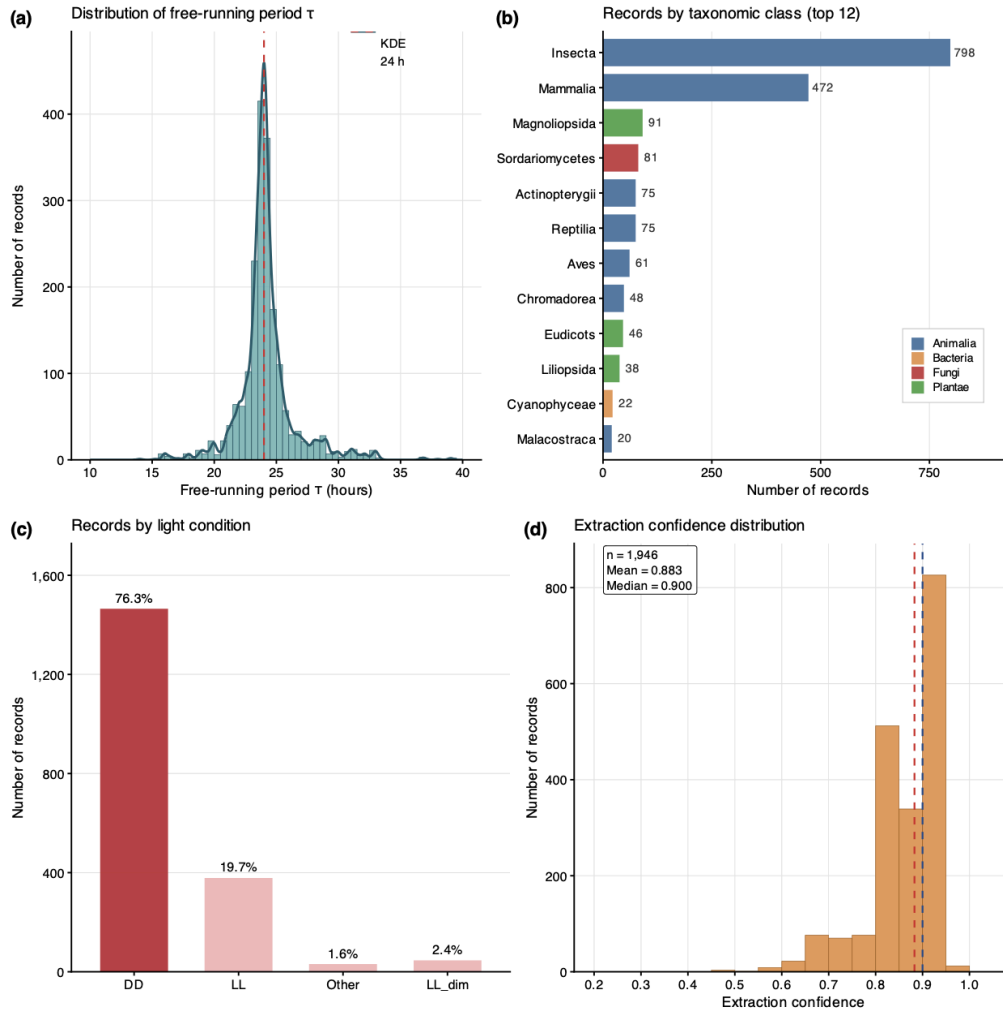 (a)
Distribution of free-running period τ
KDE
24 h
Number of records
400
300
200
100
0
10
15
20
25
30
35
40
Free-running period τ (hours)
(b)
Records by taxonomic class (top 12)
Insecta
798
Mammalia
472
Magnoliopsida
91
Sordariomycetes
81
Actinopterygii
75
Reptilia
75
Aves
61
Chromadorea
48
Eudicots
46
Liliopsida
38
Cyanophyceae
22
Malacostraca
20
Animalia
Bacteria
Fungi
Plantae
0
250
500
750
Number of records
(c)
Records by light condition
Number of records
1,600
1,200
800
400
0
76.3%
19.7%
1.6%
2.4%
DD
LL
Other
LL_dim
(d)
Extraction confidence distribution
n = 1,946
Mean = 0.883
Median = 0.900
Number of records
800
600
400
200
0
0.2
0.3
0.4
0.5
0.6
0.7
0.8
0.9
1.0
Extraction confidence